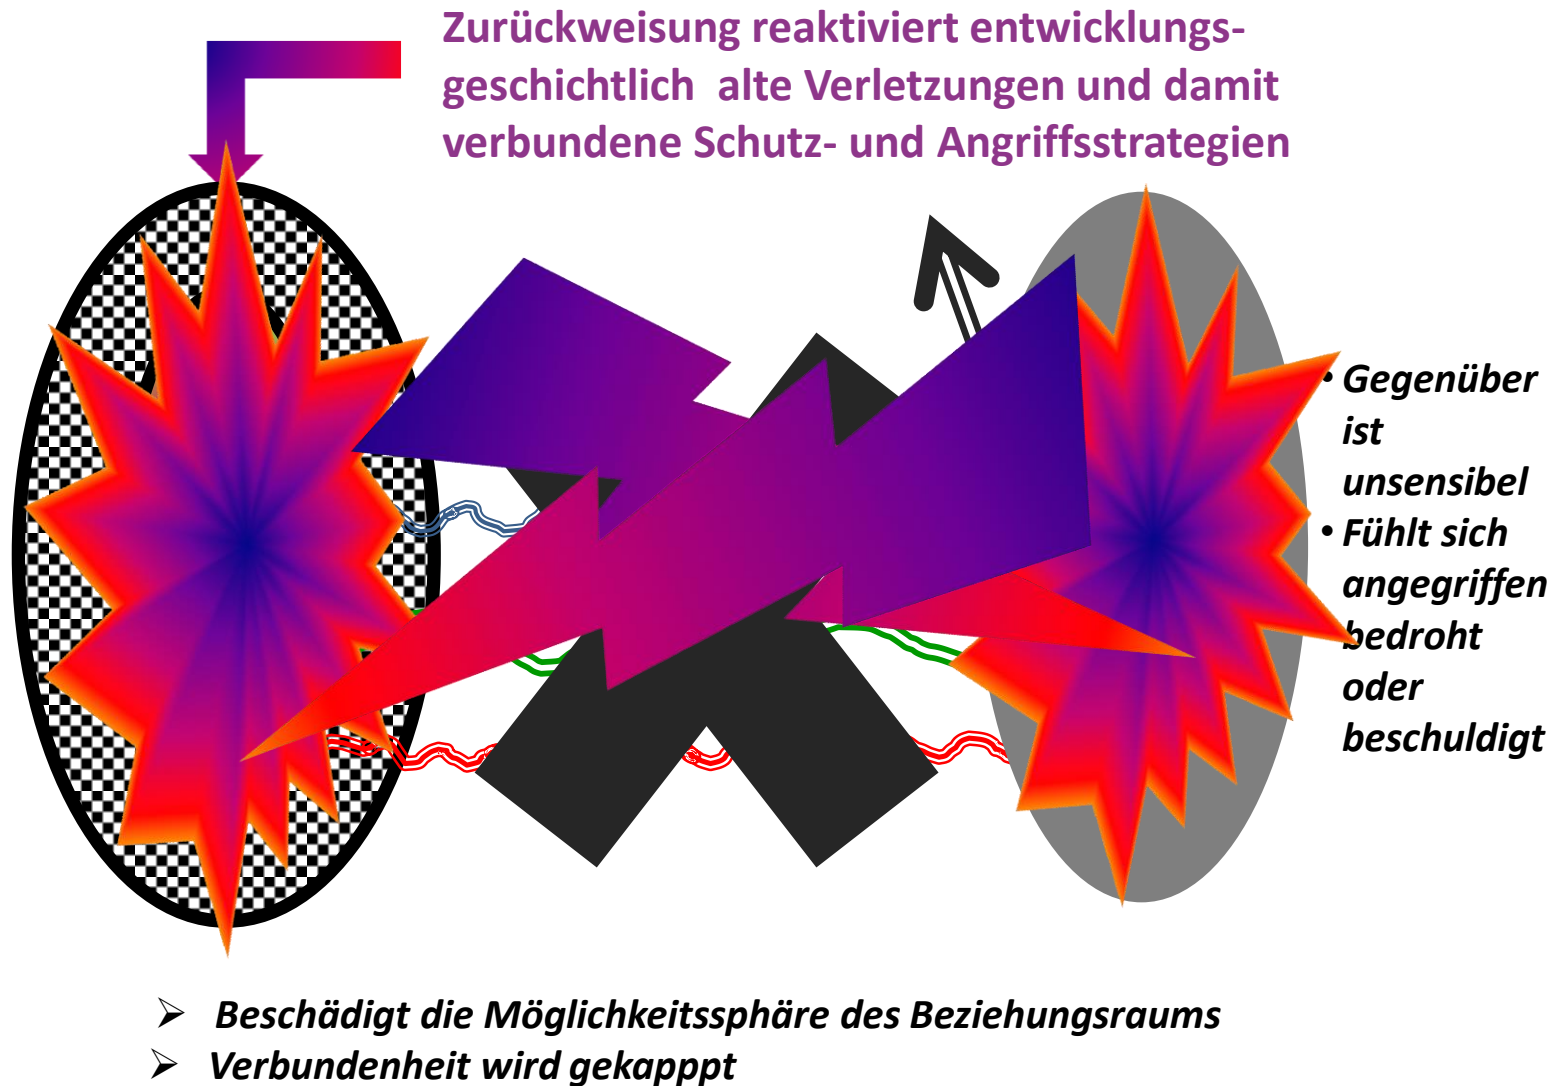 Zurückweisung reaktiviert entwicklungs-
geschichtlich alte Verletzungen und damit
verbundene Schutz- und Angriffsstrategien
• Gegenüber
ist
unsensibel
• Fühlt sich
angegriffen
bedroht
oder
beschuldigt
➢ Beschädigt die Möglichkeitssphäre des Beziehungsraums
➢ Verbundenheit wird gekapppt